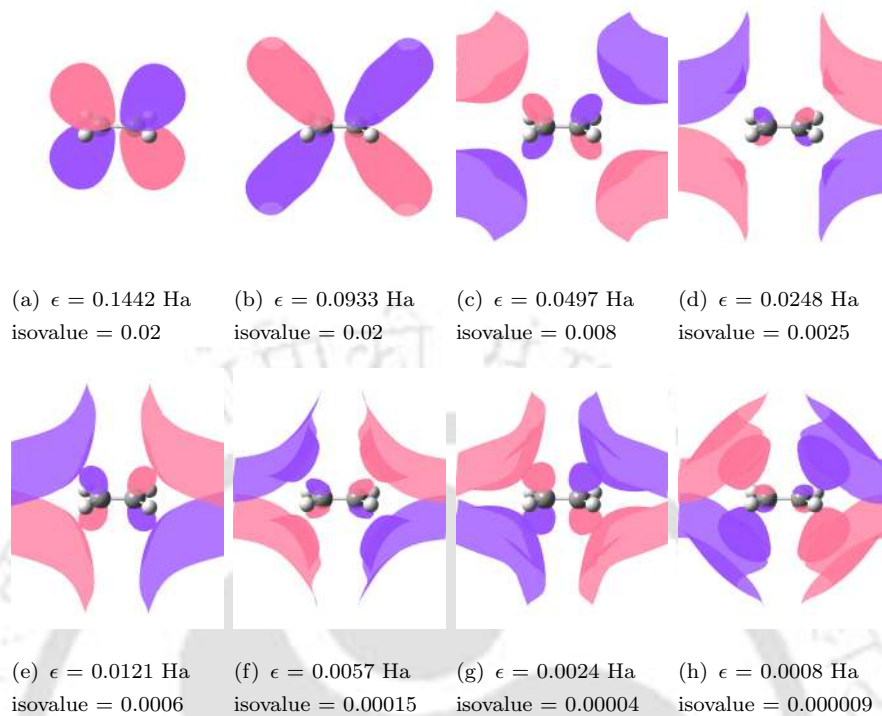 (a) ϵ = 0.1442 Ha
isovalue = 0.02
(b) ϵ = 0.0933 Ha
isovalue = 0.02
(c) ϵ = 0.0497 Ha
isovalue = 0.008
(d) ϵ = 0.0248 Ha
isovalue = 0.0025
(e) ϵ = 0.0121 Ha
isovalue = 0.0006
(f) ϵ = 0.0057 Ha
isovalue = 0.00015
(g) ϵ = 0.0024 Ha
isovalue = 0.00004
(h) ϵ = 0.0008 Ha
isovalue = 0.000009